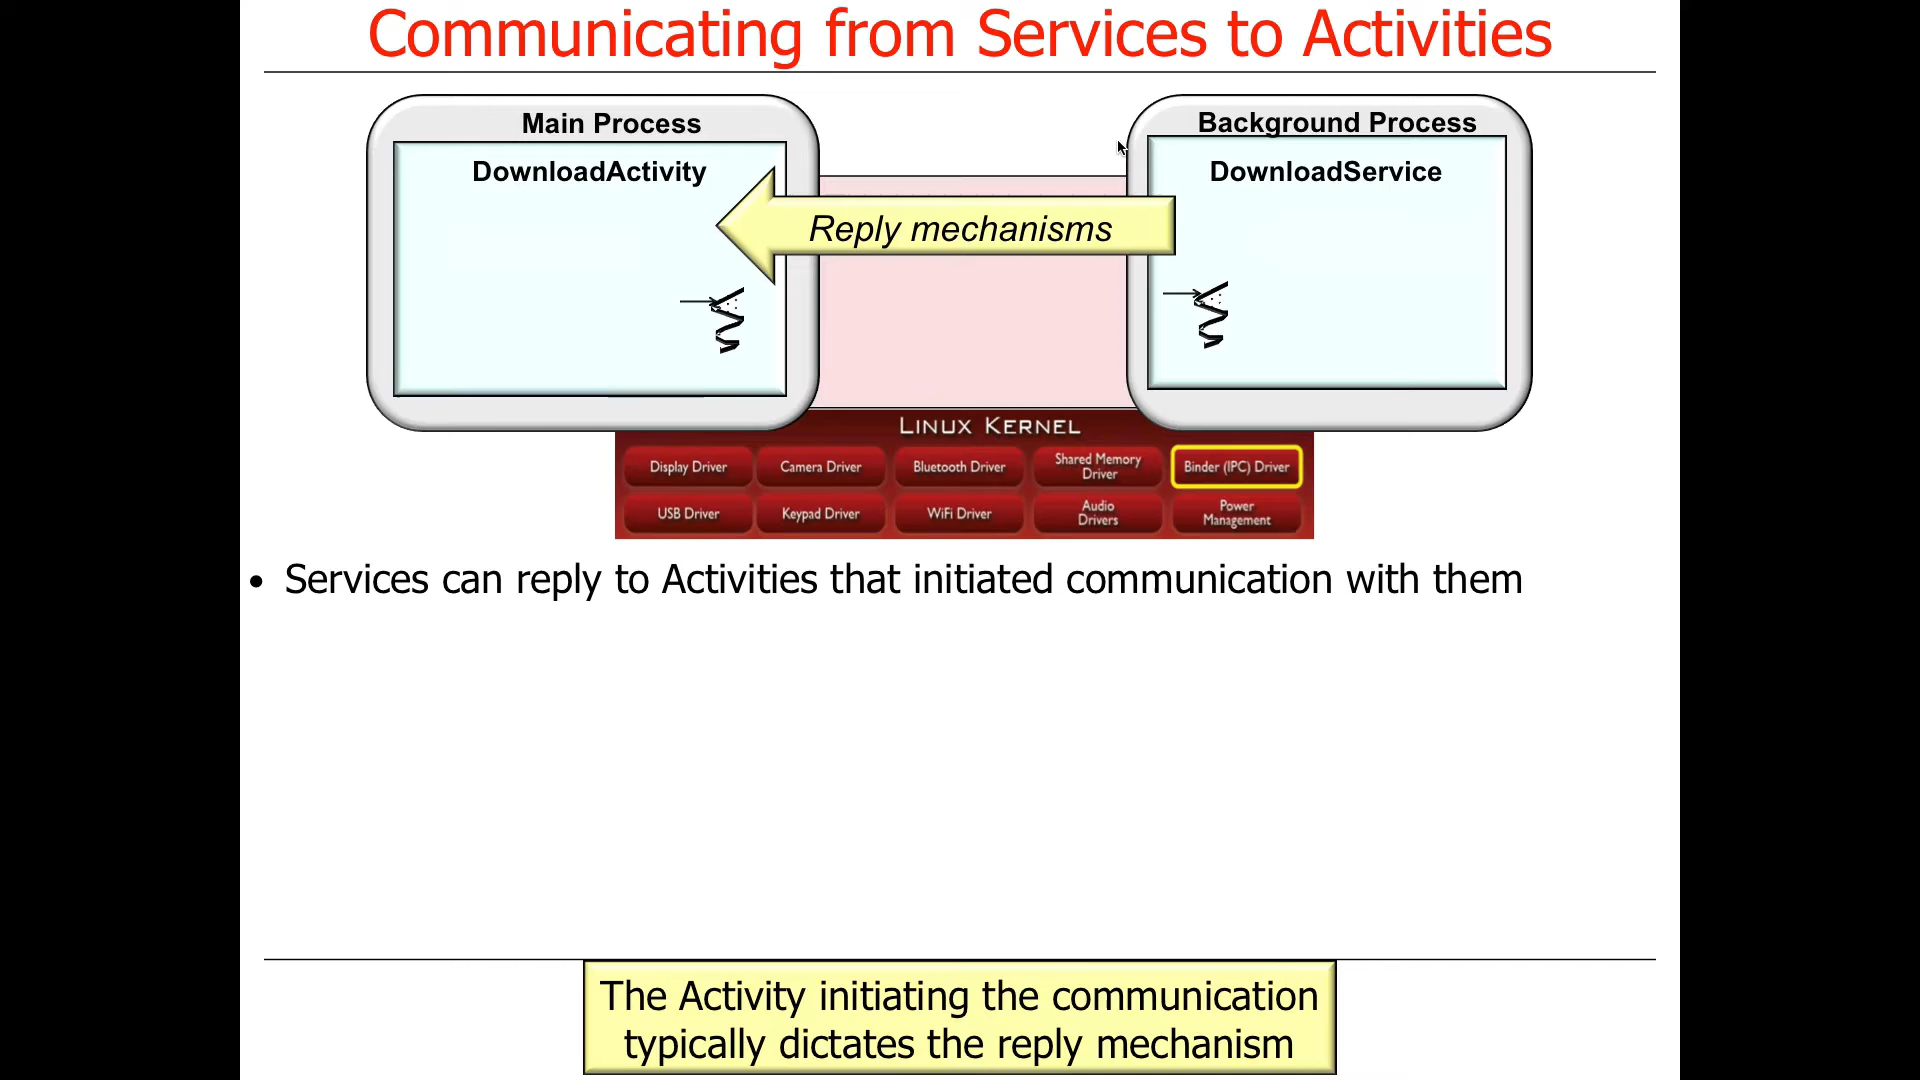 Communicating from Services to Activities
Main Process
Background Process
DownloadActivity
DownloadService
Reply mechanisms
LINUX KERNEL
Display Driver
Camera Driver
Bluetooth Driver
Shared Memory
Driver
Binder (IPC) Driver
USB Driver
Keypad Driver
WiFi Driver
Audio
Drivers
Power
Management
• Services can reply to Activities that initiated communication with them
The Activity initiating the communication
typically dictates the reply mechanism